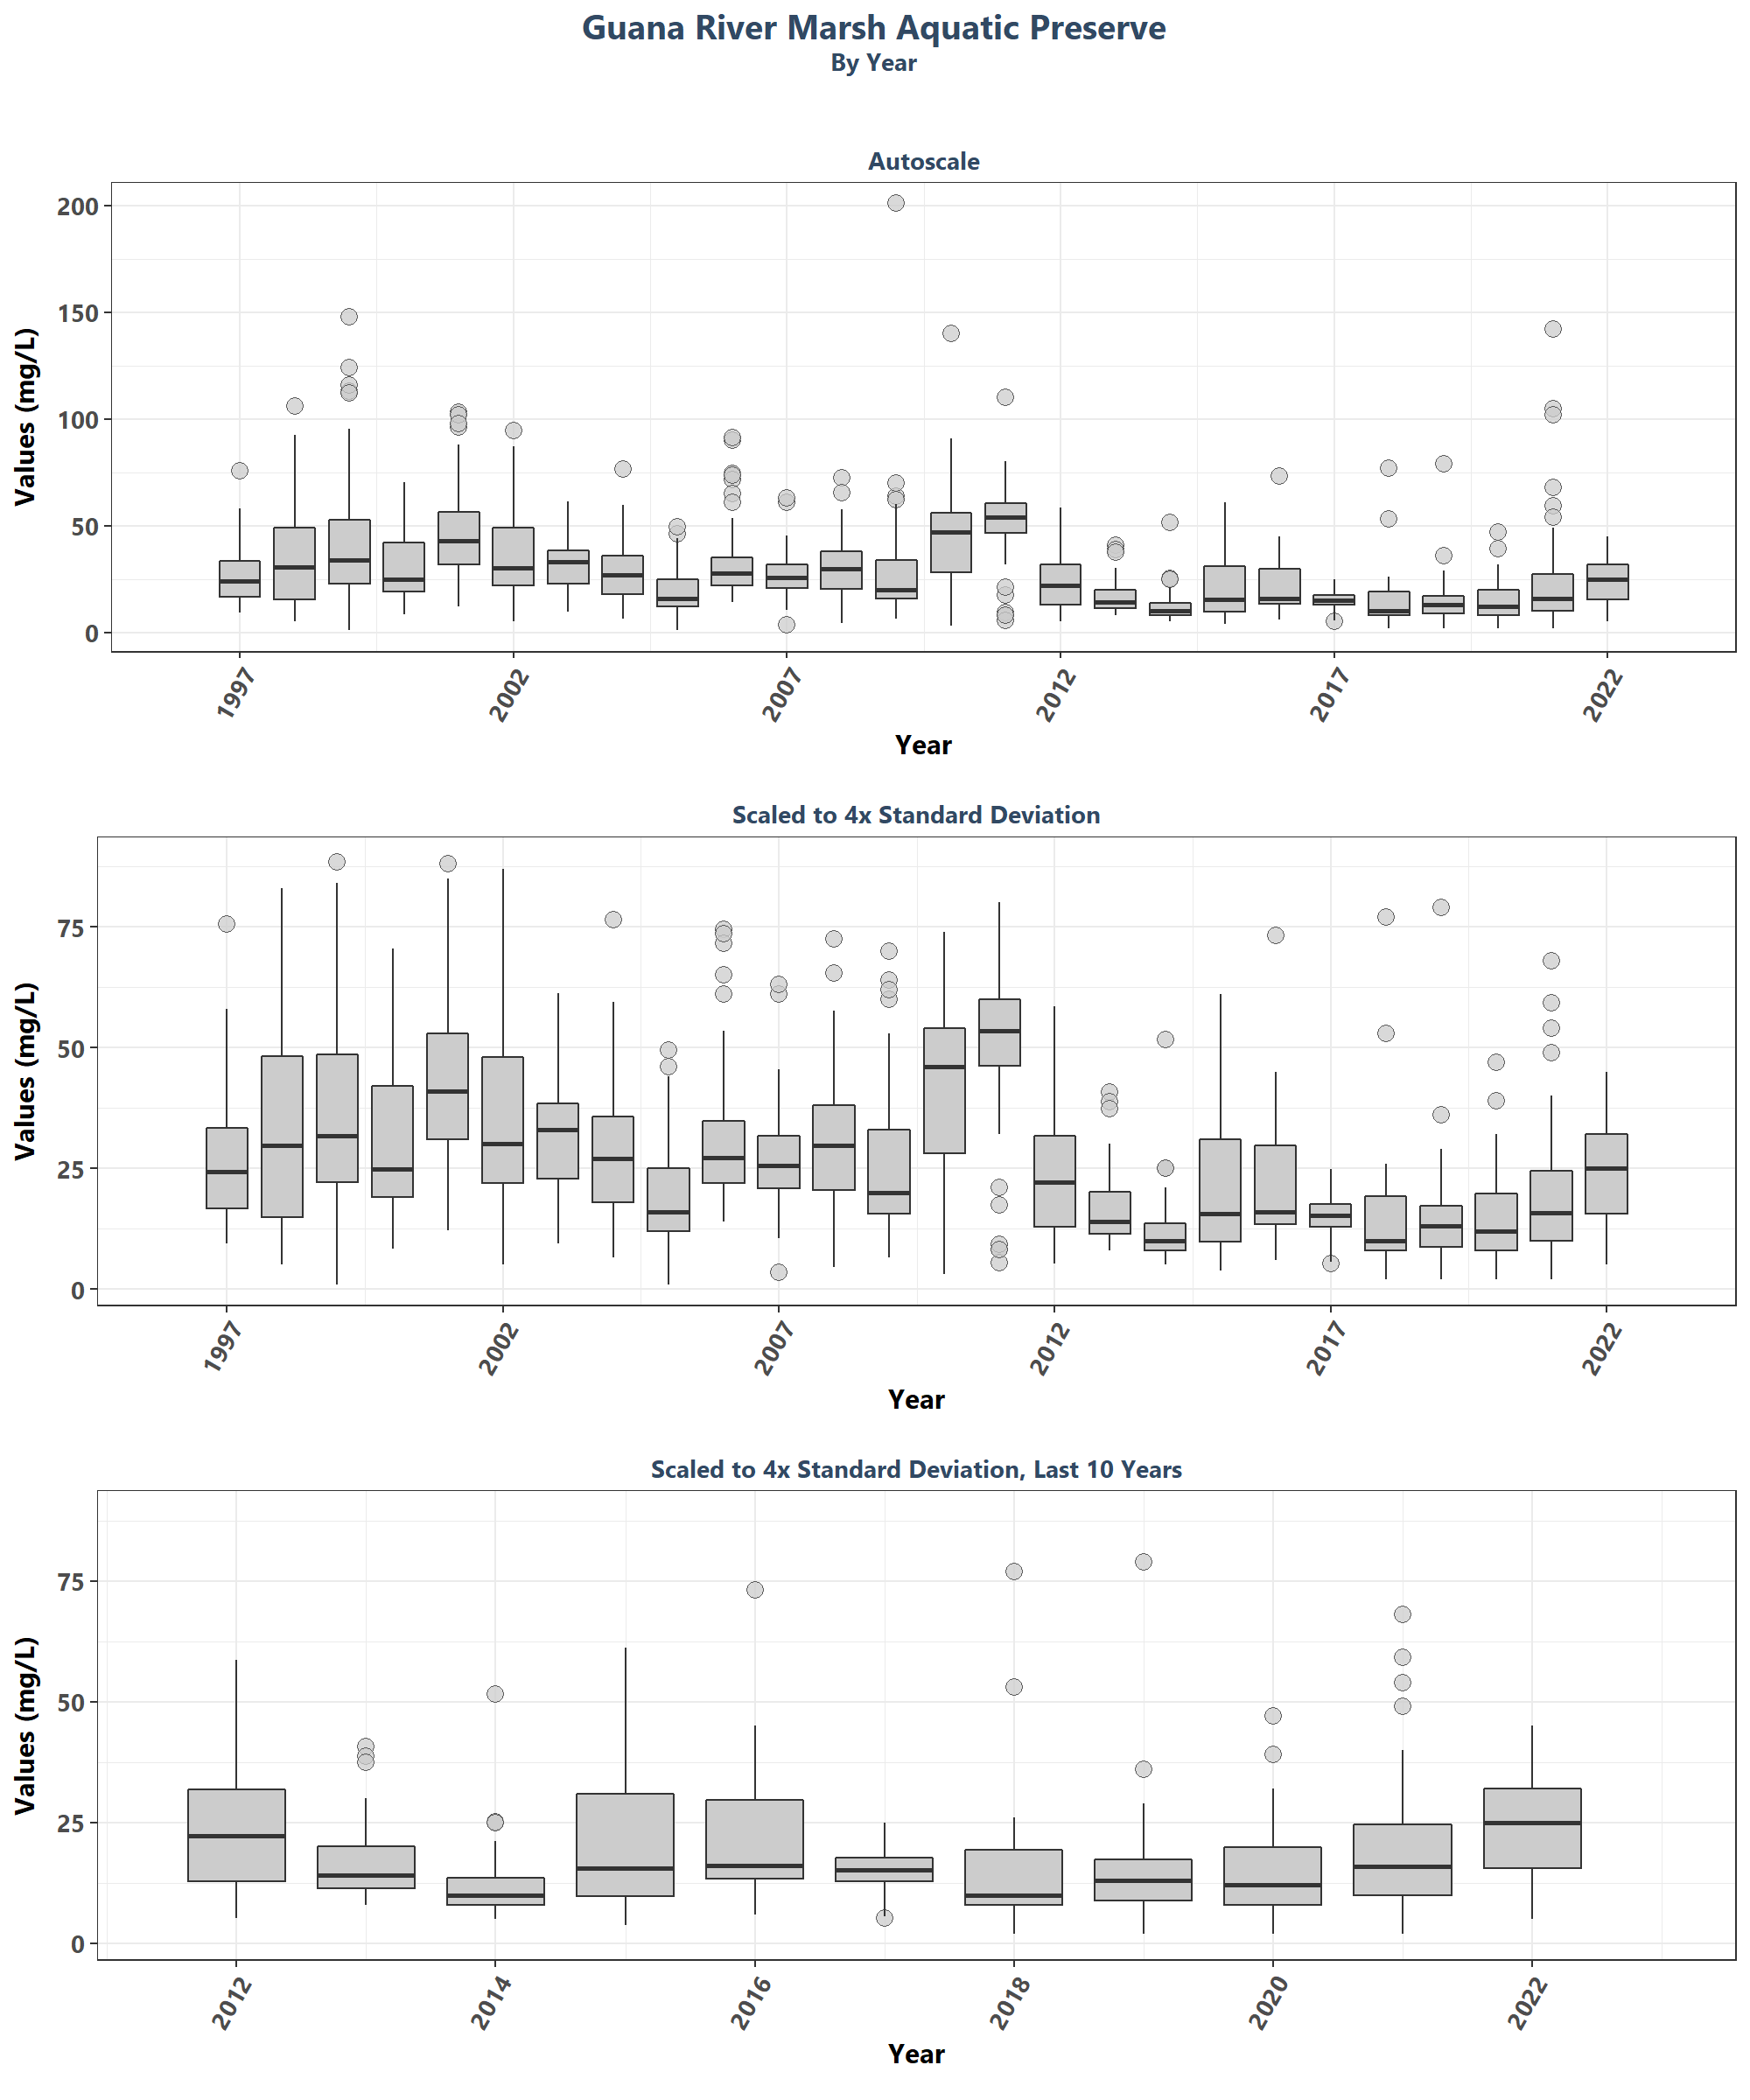 Guana River Marsh Aquatic Preserve
By Year
Autoscale
Values (mg/L)
200
150
100
50
0
1997 2002 2007 2012 2017 2022
Year
Scaled to 4x Standard Deviation
Values (mg/L)
75
50
25
0
1997 2002 2007 2012 2017 2022
Year
Scaled to 4x Standard Deviation, Last 10 Years
Values (mg/L)
75
50
25
0
2012 2014 2016 2018 2020 2022
Year